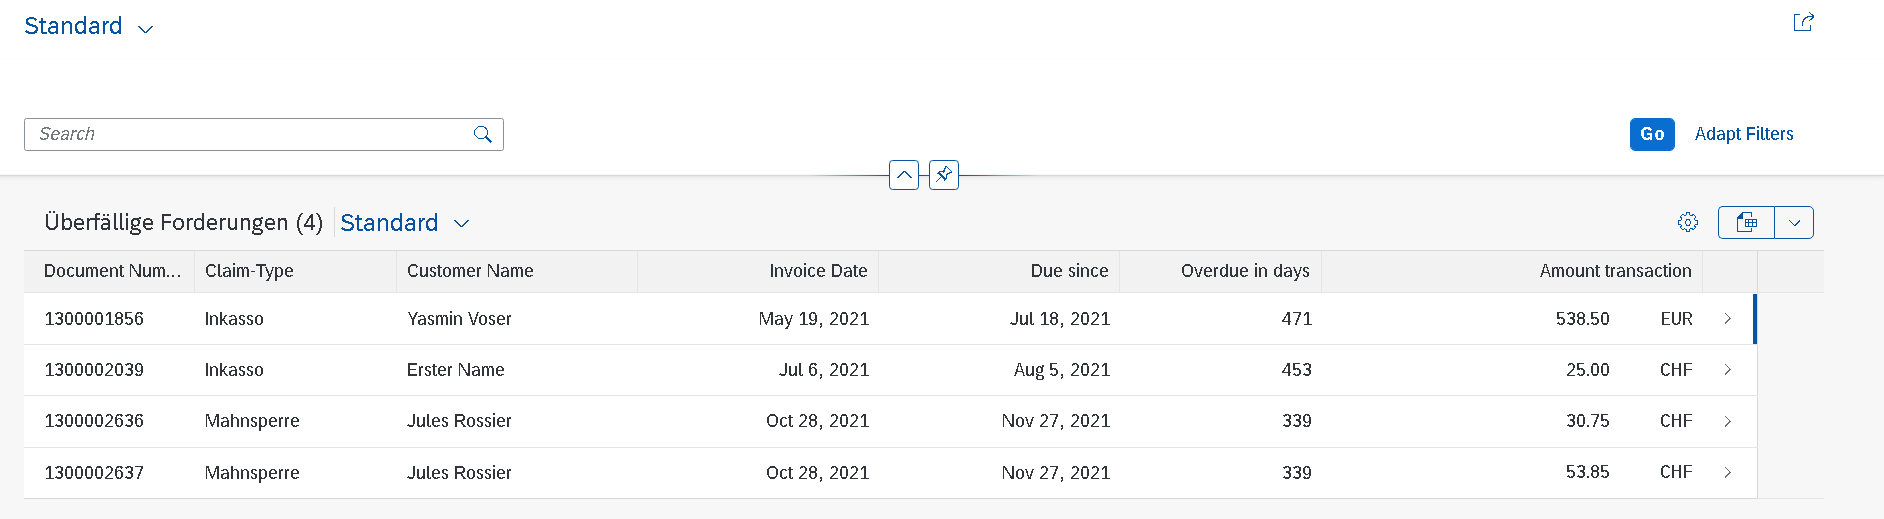 Standard
Search
Go Adapt Filters
Überfällige Forderungen (4) Standard
Document Num... Claim-Type Customer Name Invoice Date Due since Overdue in days Amount transaction
1300001856 Inkasso Yasmin Voser May 19, 2021 Jul 18, 2021 471 538.50 EUR
1300002039 Inkasso Erster Name Jul 6, 2021 Aug 5, 2021 453 25.00 CHF
1300002636 Mahnsperre Jules Rossier Oct 28, 2021 Nov 27, 2021 339 30.75 CHF
1300002637 Mahnsperre Jules Rossier Oct 28, 2021 Nov 27, 2021 339 53.85 CHF